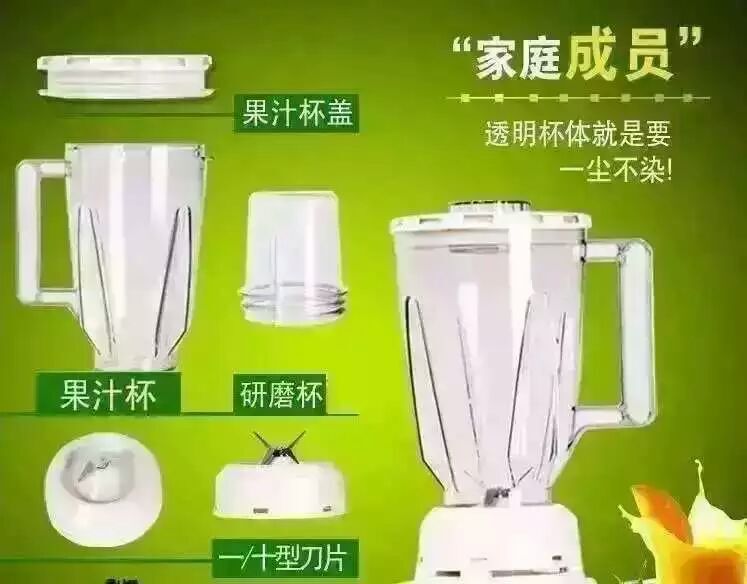 “家庭成员”
果汁杯盖
透明杯体就是要
一尘不染!
果汁杯
研磨杯
一/十型刀片